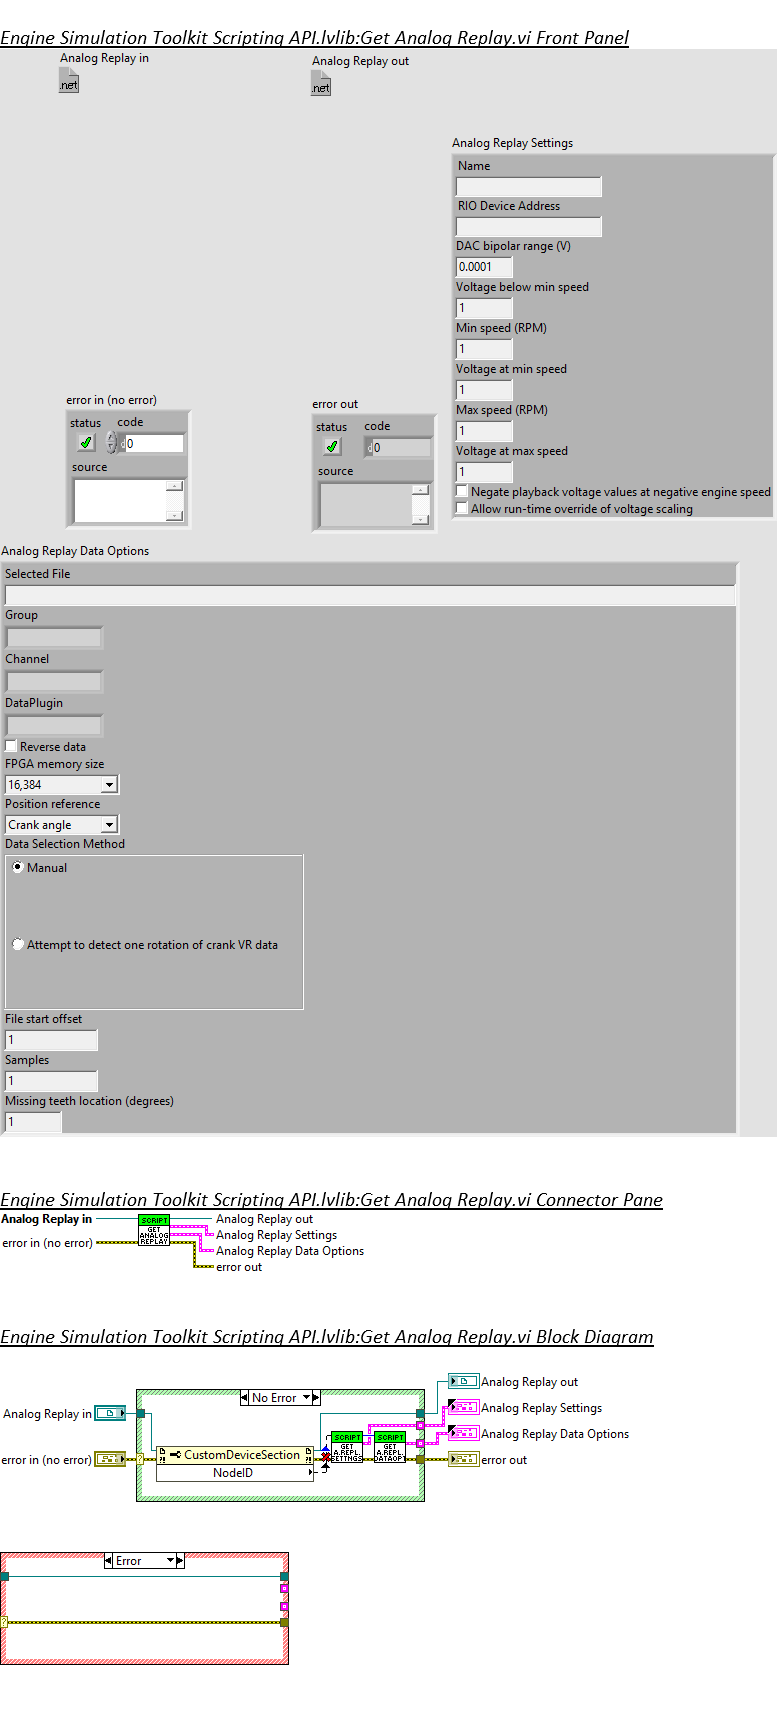 Engine Simulation Toolkit Scripting API.lvlib:Get Analog Replay.vi Front Panel
Analog Replay in
.net
Analog Replay out
.net
Analog Replay Settings
Name
RIO Device Address
DAC bipolar range (V)
0.0001
Voltage below min speed
1
Min speed (RPM)
1
Voltage at min speed
1
Max speed (RPM)
1
Voltage at max speed
1
Negate playback voltage values at negative engine speed
Allow run-time override of voltage scaling
error in (no error)
status code
d0
source
error out
status code
d0
source
Analog Replay Data Options
Selected File
Group
Channel
DataPlugin
Reverse data
FPGA memory size
16,384
Position reference
Crank angle
Data Selection Method
Manual
Attempt to detect one rotation of crank VR data
File start offset
1
Samples
1
Missing teeth location (degrees)
1
Engine Simulation Toolkit Scripting API.lvlib:Get Analog Replay.vi Connector Pane
Analog Replay in
error in (no error)
SCRIPT
GET
ANALOG
REPLAY
Analog Replay out
Analog Replay Settings
Analog Replay Data Options
error out
Engine Simulation Toolkit Scripting API.lvlib:Get Analog Replay.vi Block Diagram
No Error
Analog Replay in
error in (no error)
?
?!
CustomDeviceSection
?!
NodeID
SCRIPT
GET
A.REPL.
SETTNGS
SCRIPT
GET
A.REPL.
DATAOPT
Analog Replay out
Analog Replay Settings
Analog Replay Data Options
error out
Error
?